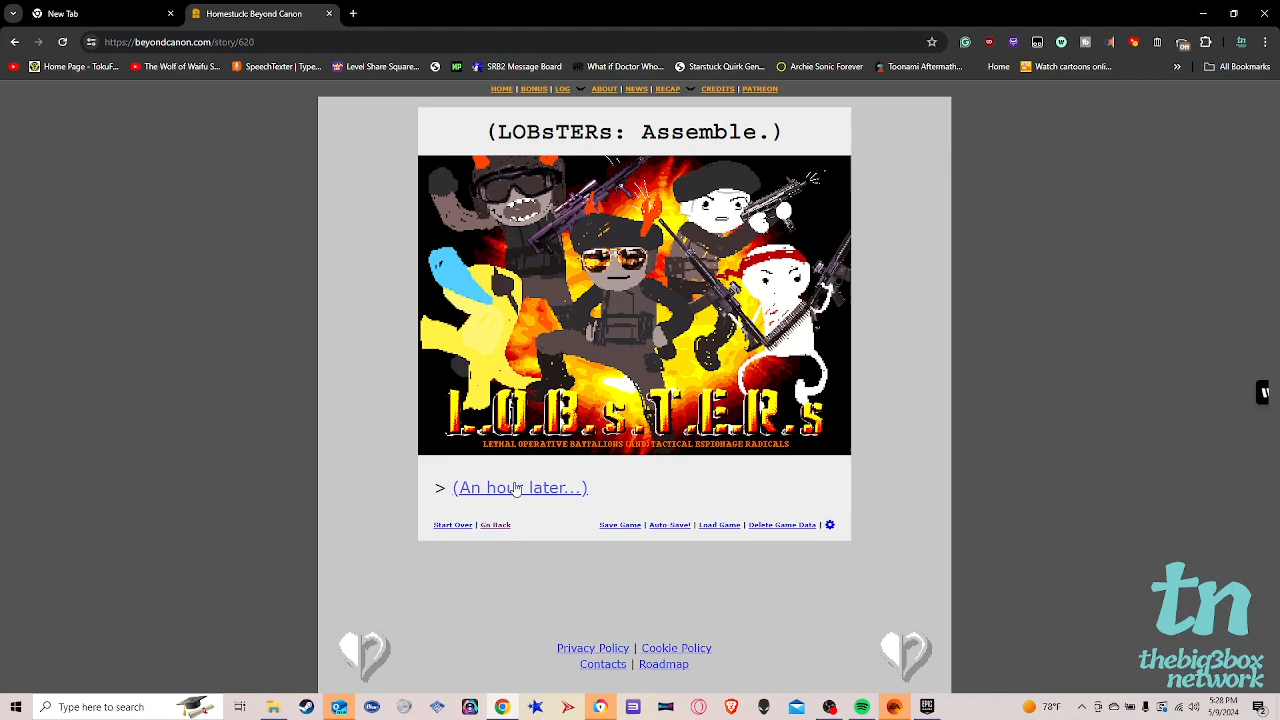 New Tab
Homestuck Beyond Canon
https://beyondcanon.com/story/620
Home Page - TokuF...
The Wolf of Waifu S...
SpeechTexter | Type...
Level Share Square...
HP
SRB2 Message Board
What if Doctor Who...
Starstuck Quirk Gen...
Archie Sonic Forever
Toonami Aftermath...
Home
Watch cartoons onli...
»
All Bookmarks
HOME | BONUS | LOG ABOUT | NEWS | RECAP CREDITS | PATREON
(LOBsTERs: Assemble.)
L.O.B.s.T.E.R.s
LETHAL OPERATIVE BATTALIONS (AND) TACTICAL ESPIONAGE RADICALS
> (An hour later...)
Start Over | Go Back
Save Game | Auto-Save! | Load Game | Delete Game Data |
Privacy Policy | Cookie Policy
Contacts | Roadmap
tn
thebig3box
network
Type here to search
78°F
5:28 PM
5/9/2024